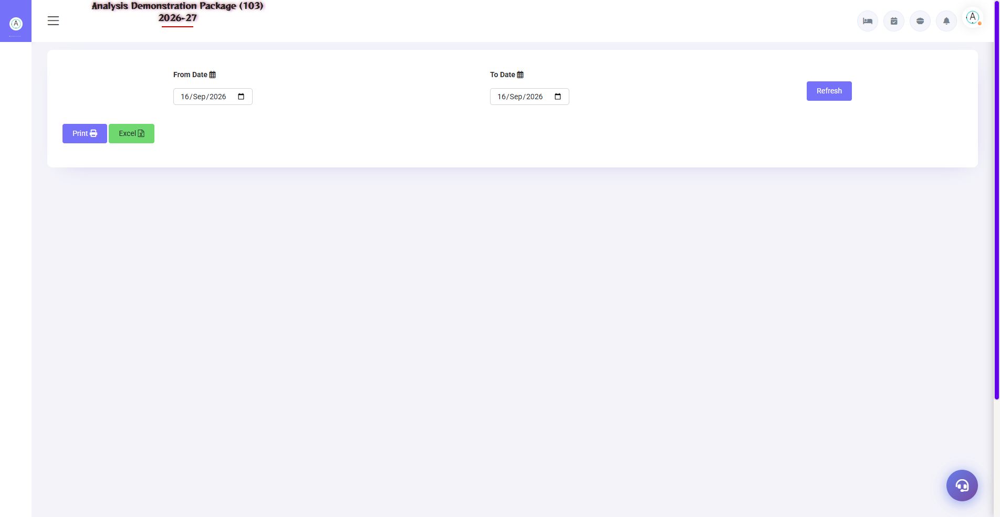 Analysis Demonstration Package (103)
2026-27
A
A
From Date
To Date
16/Sep/2026
16/Sep/2026
Refresh
Print
Excel